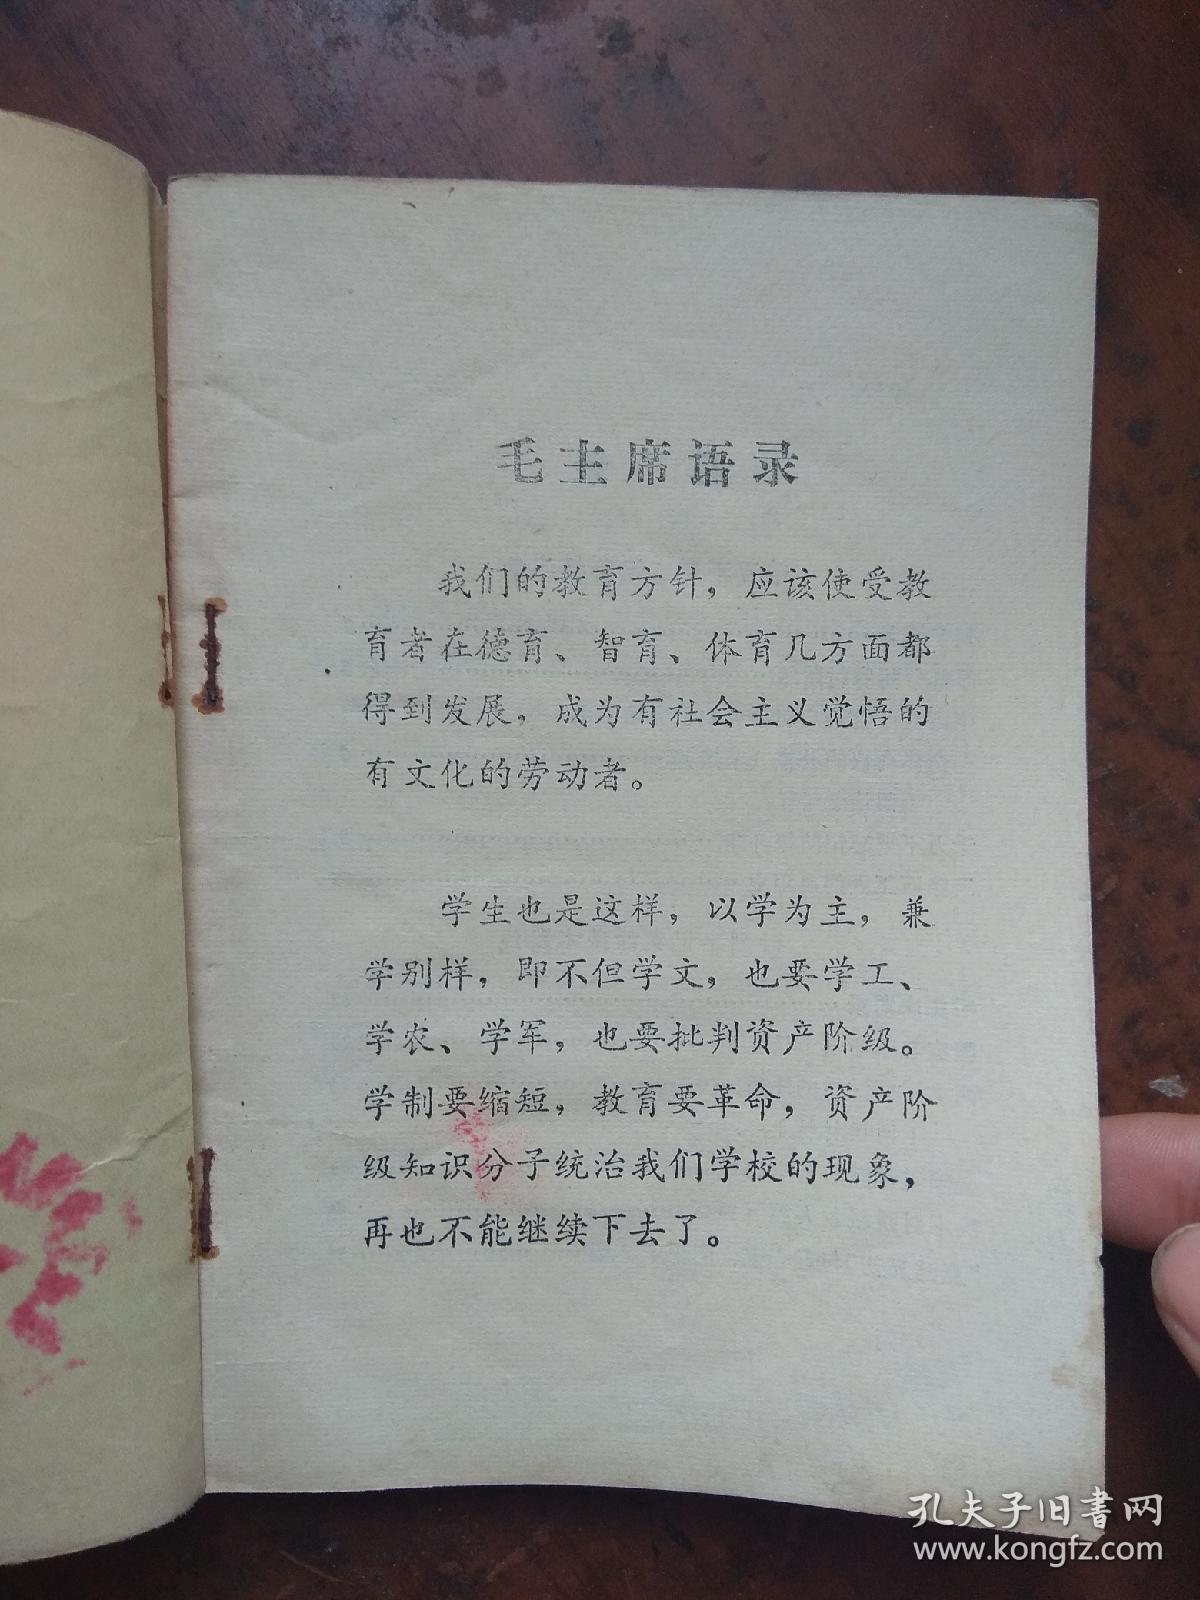 毛主席语录
我们的教育方针，应该使受教
育者在德育、智育、体育几方面都
得到发展，成为有社会主义觉悟的
有文化的劳动者。
学生也是这样，以学为主，兼
学别样，即不但学文，也要学工、
学农、学军，也要批判资产阶级。
学制要缩短，教育要革命，资产阶
级知识分子统治我们学校的现象，
再也不能继续下去了。
孔夫子旧书网
www.kongfz.com